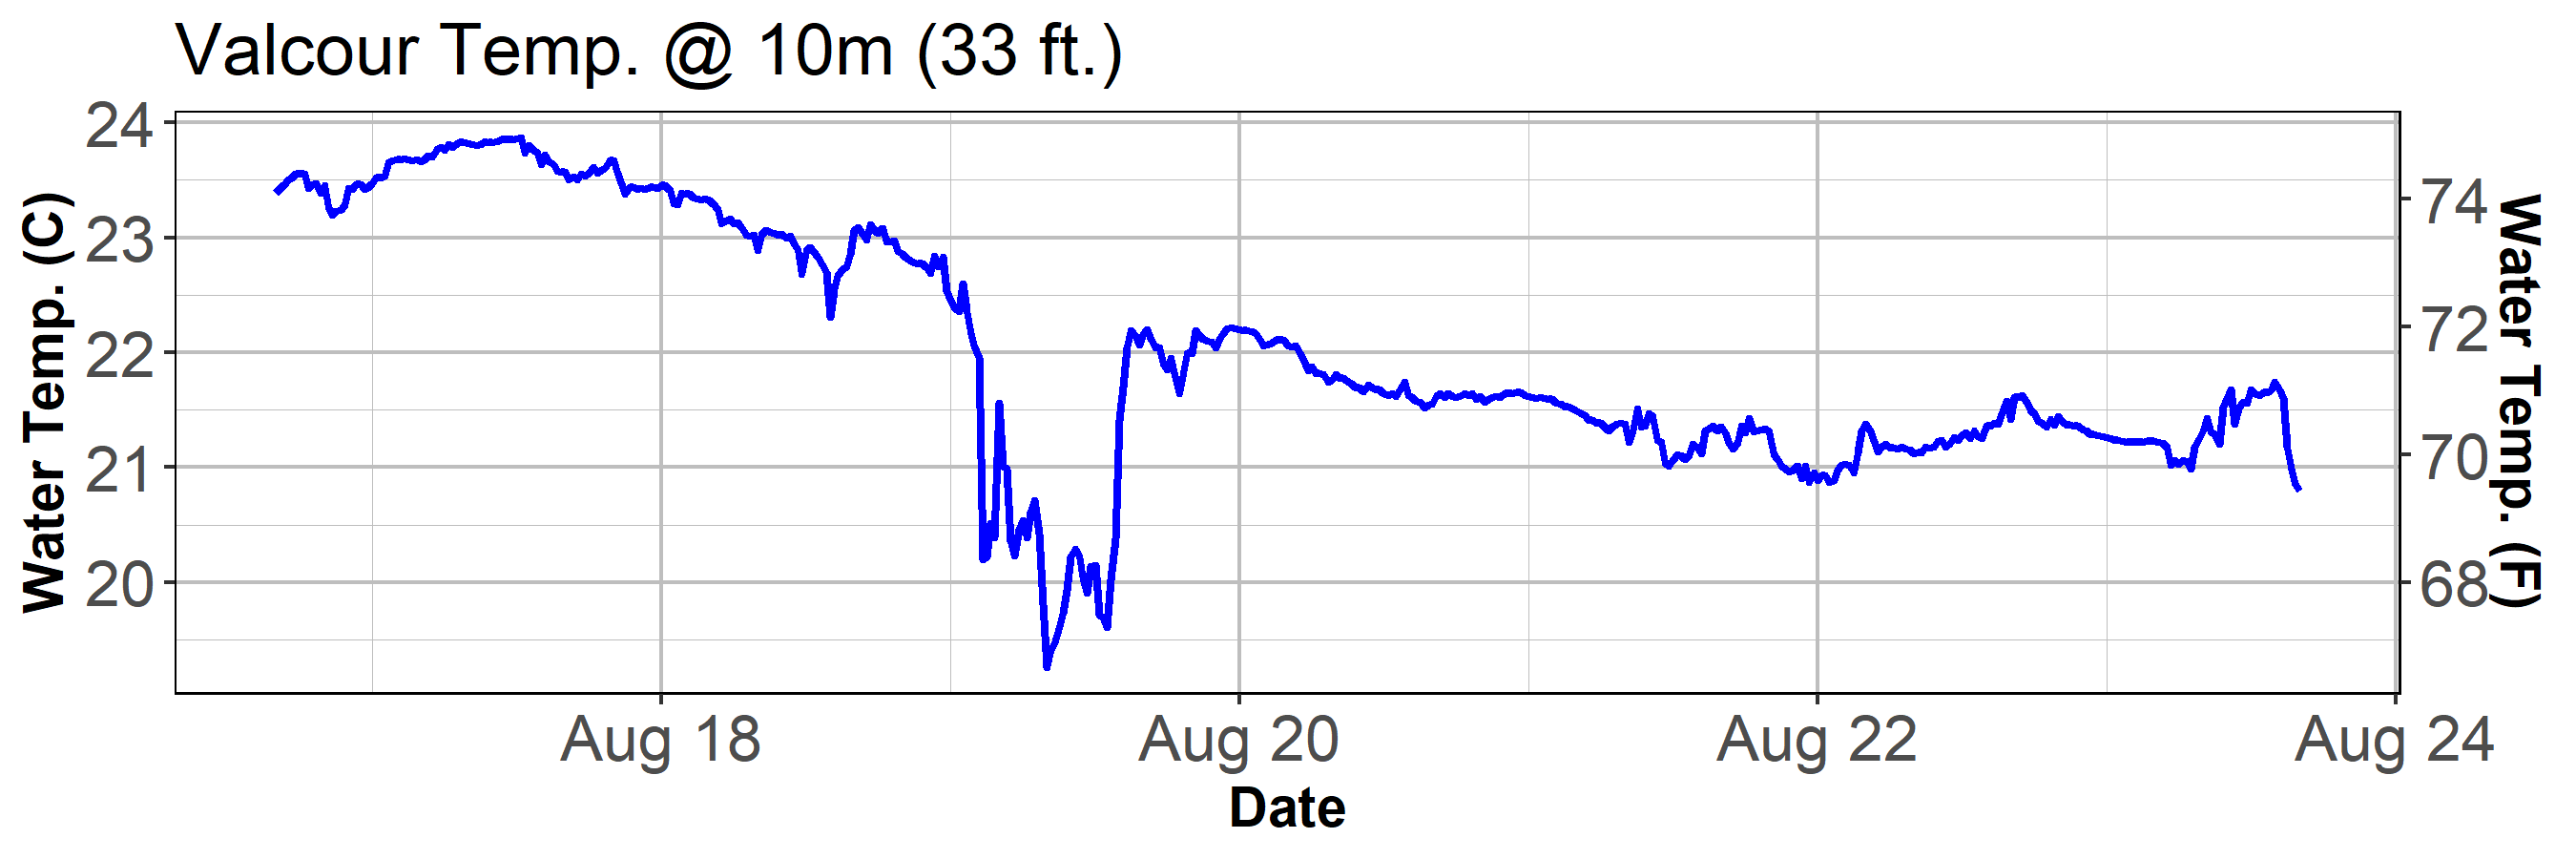 Valcour Temp. @ 10m (33 ft.)
Water Temp. (C)
24
23
22
21
20
74
72
70
68
Water Temp. (F)
Aug 18
Aug 20
Aug 22
Aug 24
Date